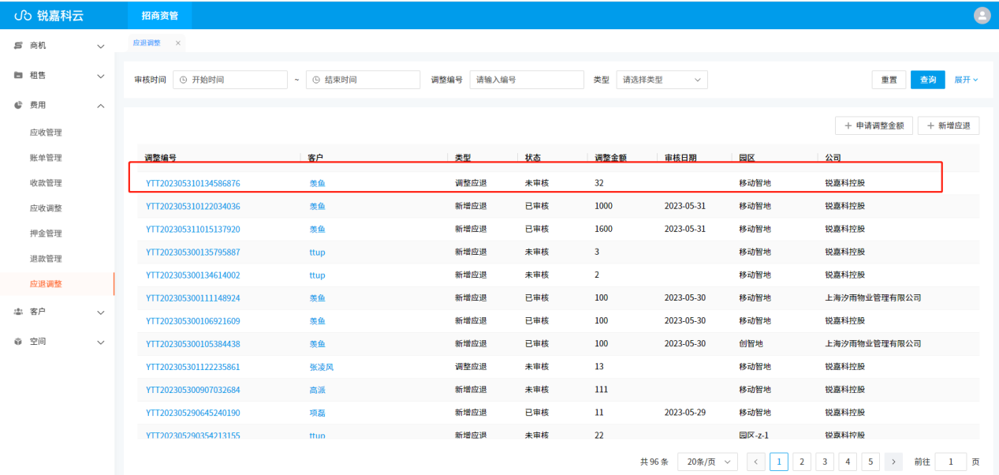 锐嘉科云 招商资管
商机
租售
费用
应收管理
账单管理
收款管理
应收调整
押金管理
退款管理
应退调整
客户
空间
应退调整 ×
审核时间 开始时间 ~ 结束时间 调整编号 请输入编号 类型 请选择类型 重置 查询 展开
+ 申请调整金额 + 新增应退
调整编号 客户 类型 状态 调整金额 审核日期 园区 公司
YTT202305310134586876 羡鱼 调整应退 未审核 32 移动智地 锐嘉科控股
YTT202305310122034036 羡鱼 新增应退 已审核 1000 2023-05-31 移动智地 锐嘉科控股
YTT202305311015137920 羡鱼 新增应退 已审核 1600 2023-05-31 移动智地 锐嘉科控股
YTT202305300135795887 ttup 新增应退 未审核 3 移动智地 锐嘉科控股
YTT202305300134614002 ttup 新增应退 未审核 2 移动智地 锐嘉科控股
YTT202305300111148924 羡鱼 新增应退 已审核 100 2023-05-30 移动智地 上海汐雨物业管理有限公司
YTT202305300106921609 羡鱼 新增应退 已审核 100 2023-05-30 移动智地 锐嘉科控股
YTT202305300105384438 羡鱼 新增应退 已审核 100 2023-05-30 创智地 上海汐雨物业管理有限公司
YTT202305301122235861 张凌风 调整应退 未审核 13 移动智地 锐嘉科控股
YTT202305300907032684 高派 新增应退 未审核 111 移动智地 锐嘉科控股
YTT202305290645240190 项磊 新增应退 已审核 11 2023-05-29 移动智地 锐嘉科控股
YTT202305290354213155 ttup 新增应退 未审核 22 园区-z-1 锐嘉科控股
共 96 条 20条/页 < 1 2 3 4 5 > 前往 1 页